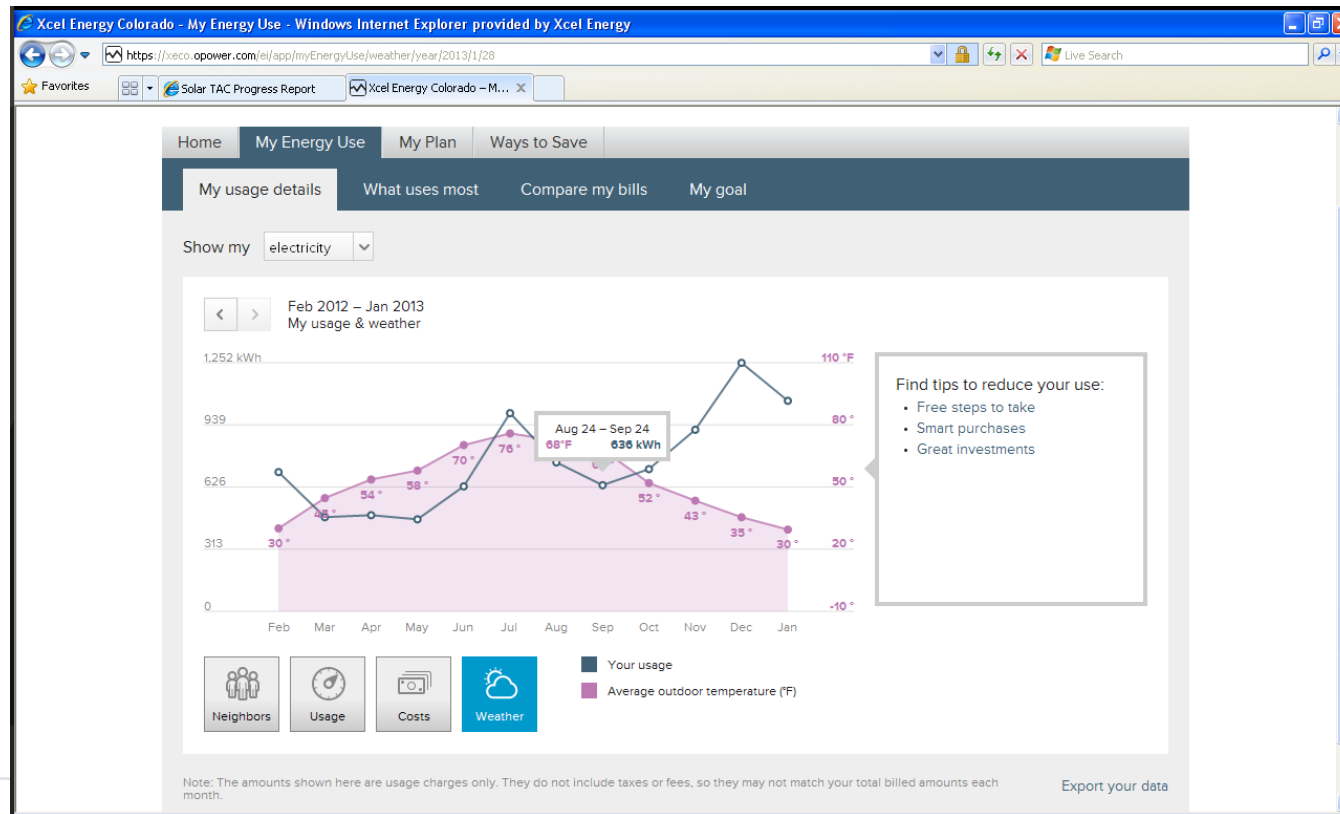 Xcel Energy Colorado - My Energy Use - Windows Internet Explorer provided by Xcel Energy
https://xeco.opower.com/ei/app/myEnergyUse/weather/year/2013/1/28
Live Search
Favorites
Solar TAC Progress Report
Xcel Energy Colorado – M...
Home My Energy Use My Plan Ways to Save
My usage details What uses most Compare my bills My goal
Show my electricity
Feb 2012 – Jan 2013
My usage & weather
1,252 kWh
939
626
313
0
110 °F
80 °
50 °
20 °
-10 °
30 °
54 °
58 °
70 °
76 °
52 °
43 °
35 °
30 °
Aug 24 – Sep 24
68°F 636 kWh
Feb Mar Apr May Jun Jul Aug Sep Oct Nov Dec Jan
Find tips to reduce your use:
• Free steps to take
• Smart purchases
• Great investments
Neighbors
Usage
Costs
Weather
Your usage
Average outdoor temperature (°F)
Note: The amounts shown here are usage charges only. They do not include taxes or fees, so they may not match your total billed amounts each
month.
Export your data